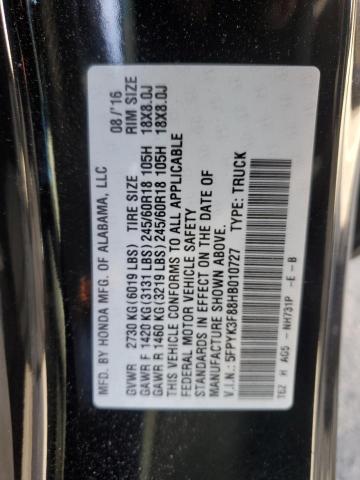 MFD. BY HONDA MFG. OF ALABAMA, LLC 08/'16
TIRE SIZE RIM SIZE
GVWR 2730 KG(6019 LBS)
GAWR F 1420 KG(3131 LBS) 245/60R18 105H 18X8.0J
GAWR R 1460 KG(3219 LBS) 245/60R18 105H 18X8.0J
THIS VEHICLE CONFORMS TO ALL APPLICABLE
FEDERAL MOTOR VEHICLE SAFETY
STANDARDS IN EFFECT ON THE DATE OF
MANUFACTURE SHOWN ABOVE.
V.I.N.: 5FPYK3F88HB010727 TYPE: TRUCK
T6Z H AG5 - NH731P -E-B